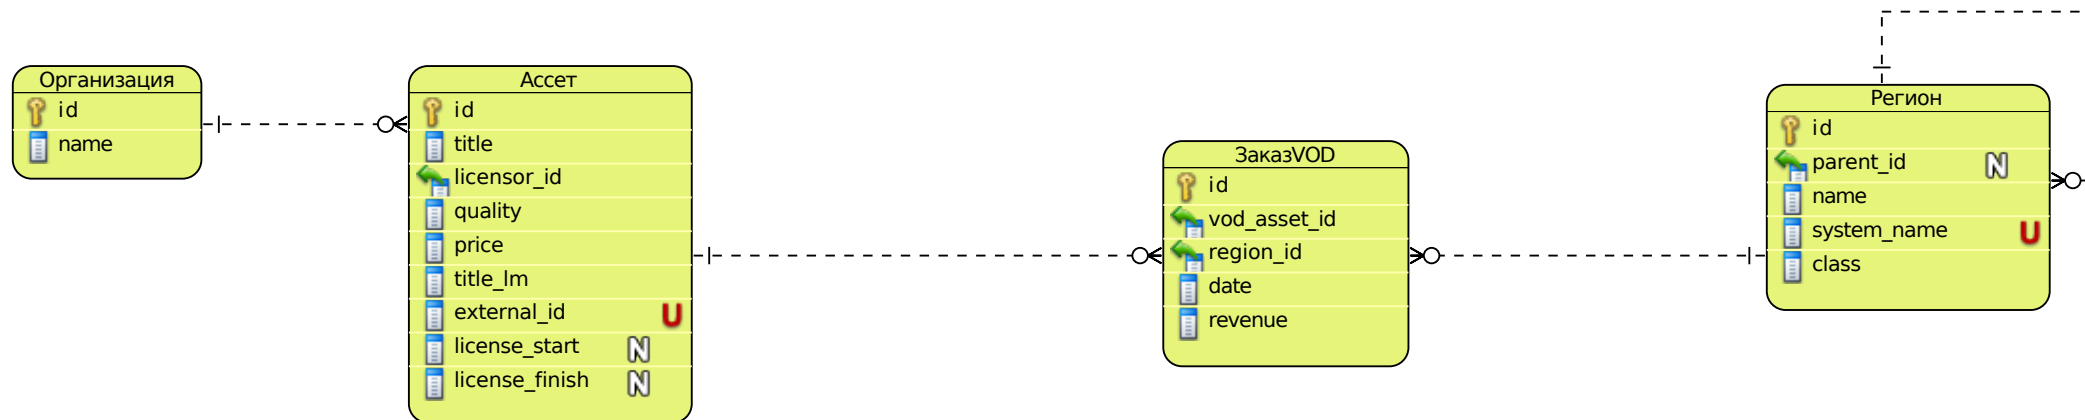 Организация
id
name
Ассет
id
title
licensor_id
quality
price
title_lm
external_id U
license_start N
license_finish N
ЗаказVOD
id
vod_asset_id
region_id
date
revenue
Регион
id
parent_id N
name
system_name U
class